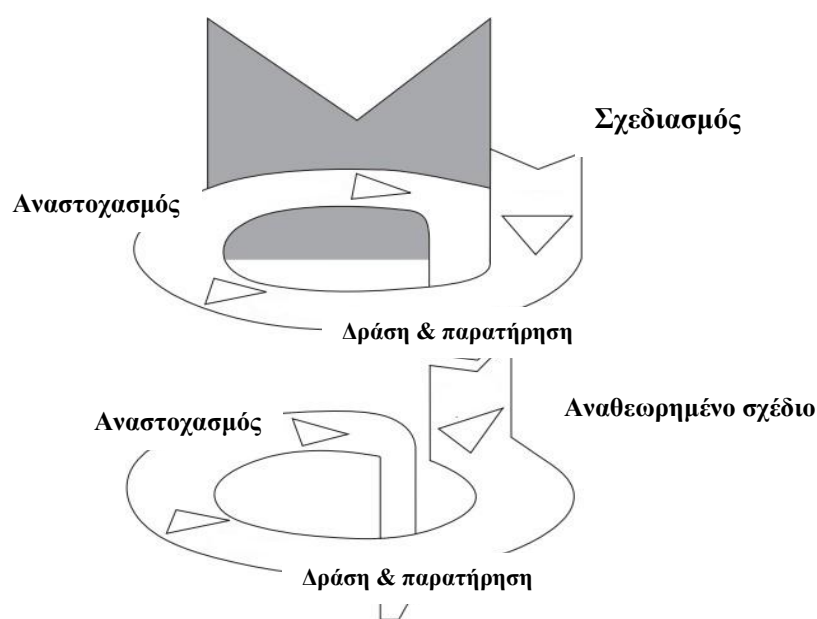 Σχεδιασμός
Αναστοχασμός
Δράση & παρατήρηση
Αναθεωρημένο σχέδιο
Αναστοχασμός
Δράση & παρατήρηση